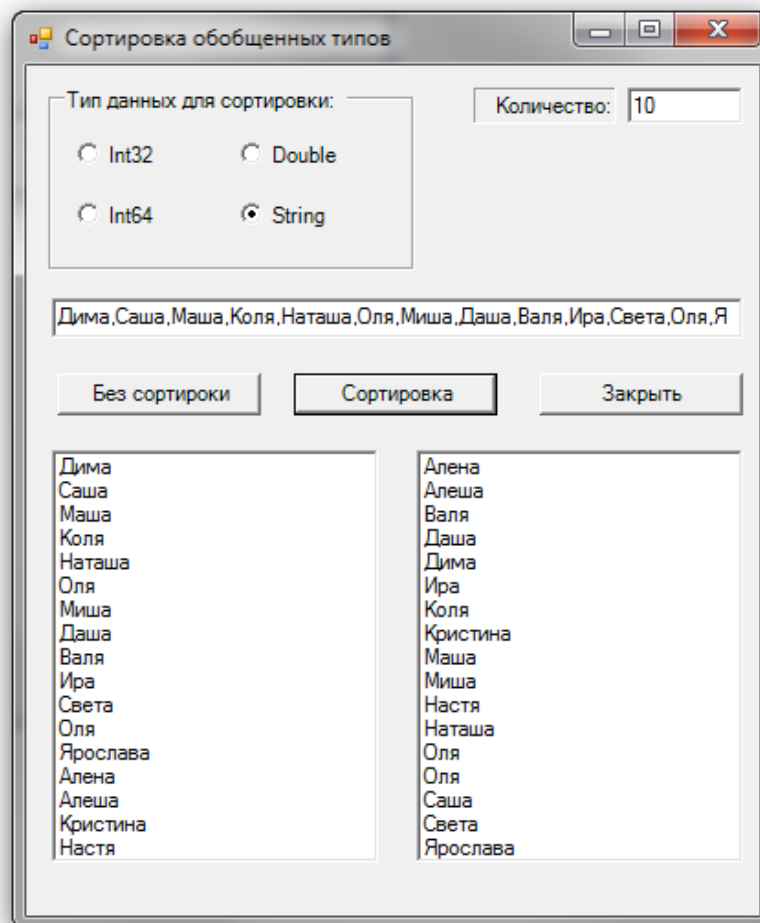 Сортировка обобщенных типов
Тип данных для сортировки:
Количество: 10
Int32 Double
Int64 String
Дима,Саша,Маша,Коля,Наташа,Оля,Миша,Даша,Валя,Ира,Света,Оля,Я
Без сортироки Сортировка Закрыть
Дима
Саша
Маша
Коля
Наташа
Оля
Миша
Даша
Валя
Ира
Света
Оля
Ярослава
Алена
Алеша
Кристина
Настя
Алена
Алеша
Валя
Даша
Дима
Ира
Коля
Кристина
Маша
Миша
Настя
Наташа
Оля
Оля
Саша
Света
Ярослава